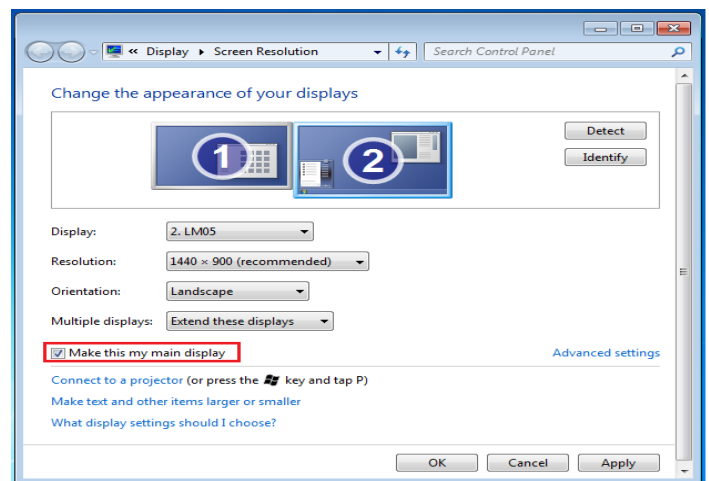 « Display ▸ Screen Resolution
Search Control Panel
Change the appearance of your displays
1
2
Detect
Identify
Display: 2. LM05
Resolution: 1440 × 900 (recommended)
Orientation: Landscape
Multiple displays: Extend these displays
Make this my main display
Advanced settings
Connect to a projector (or press the key and tap P)
Make text and other items larger or smaller
What display settings should I choose?
OK Cancel Apply